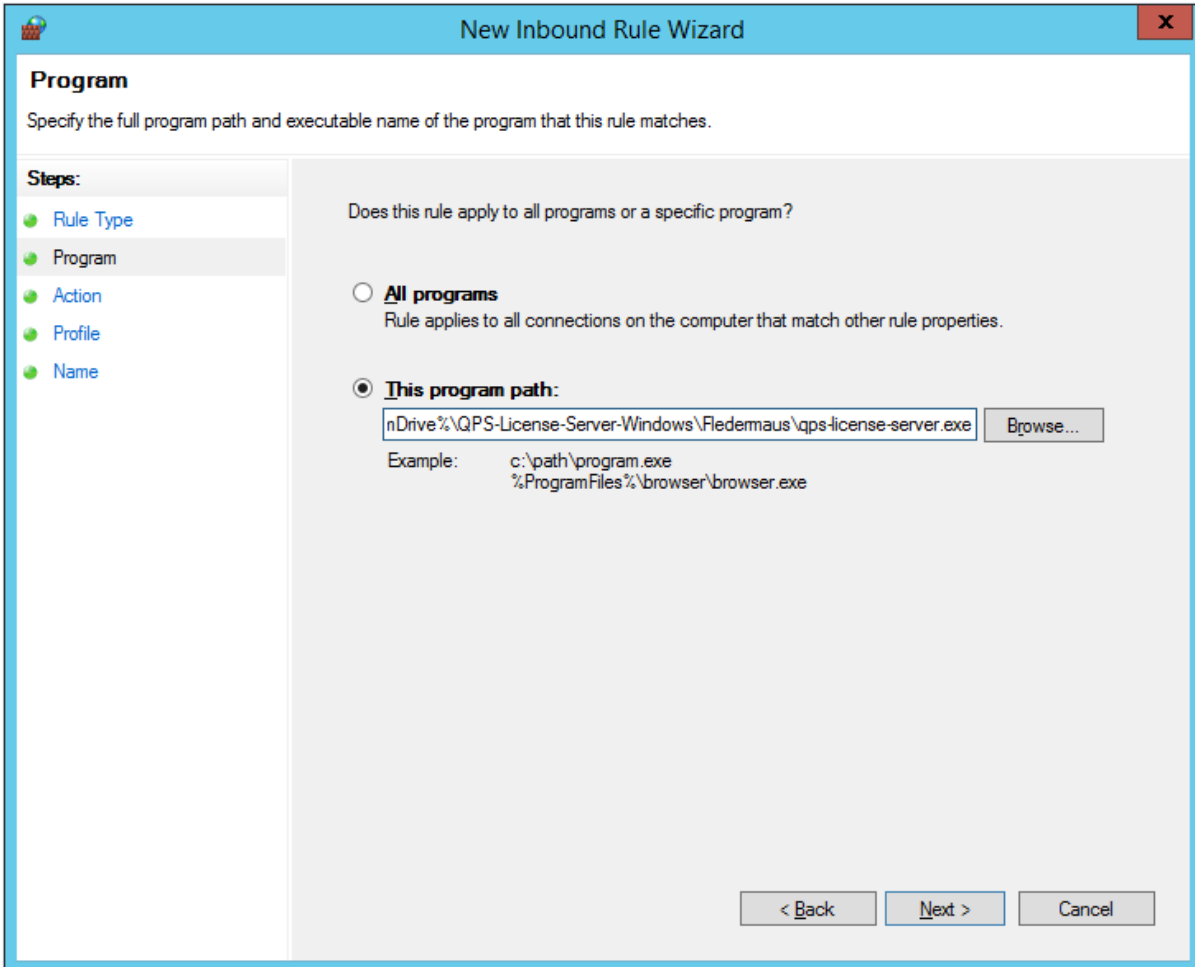 New Inbound Rule Wizard
x
Program
Specify the full program path and executable name of the program that this rule matches.
Steps:
Rule Type
Program
Action
Profile
Name
Does this rule apply to all programs or a specific program?
All programs
Rule applies to all connections on the computer that match other rule properties.
This program path:
nDrive%\QPS-License-Server-Windows\Fledermaus\qps-license-server.exe
Browse...
Example: c:\path\program.exe
%ProgramFiles%\browser\browser.exe
< Back
Next >
Cancel